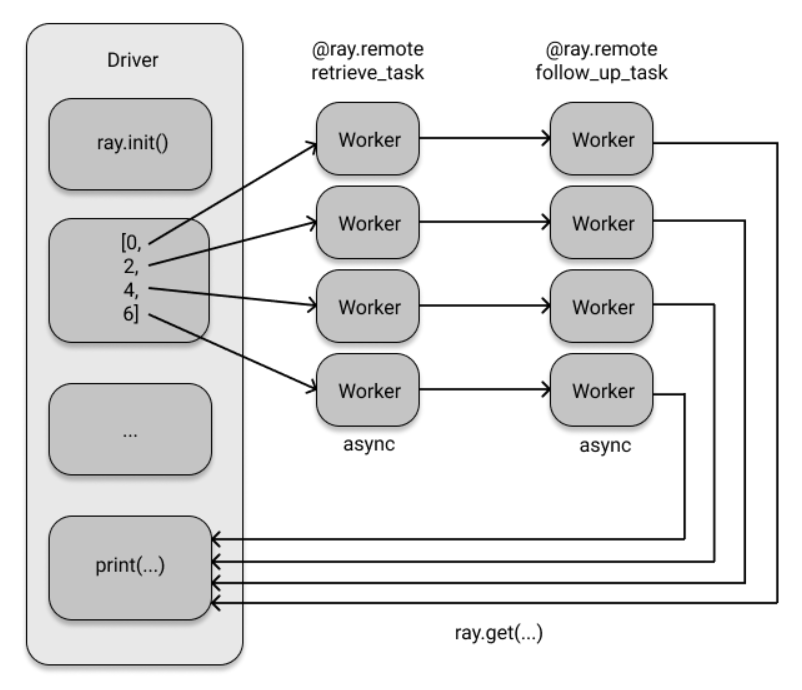 Driver
ray.init()
[0,
2,
4,
6]
...
print(...)
@ray.remote
retrieve_task
Worker
Worker
Worker
Worker
async
@ray.remote
follow_up_task
Worker
Worker
Worker
Worker
async
ray.get(...)